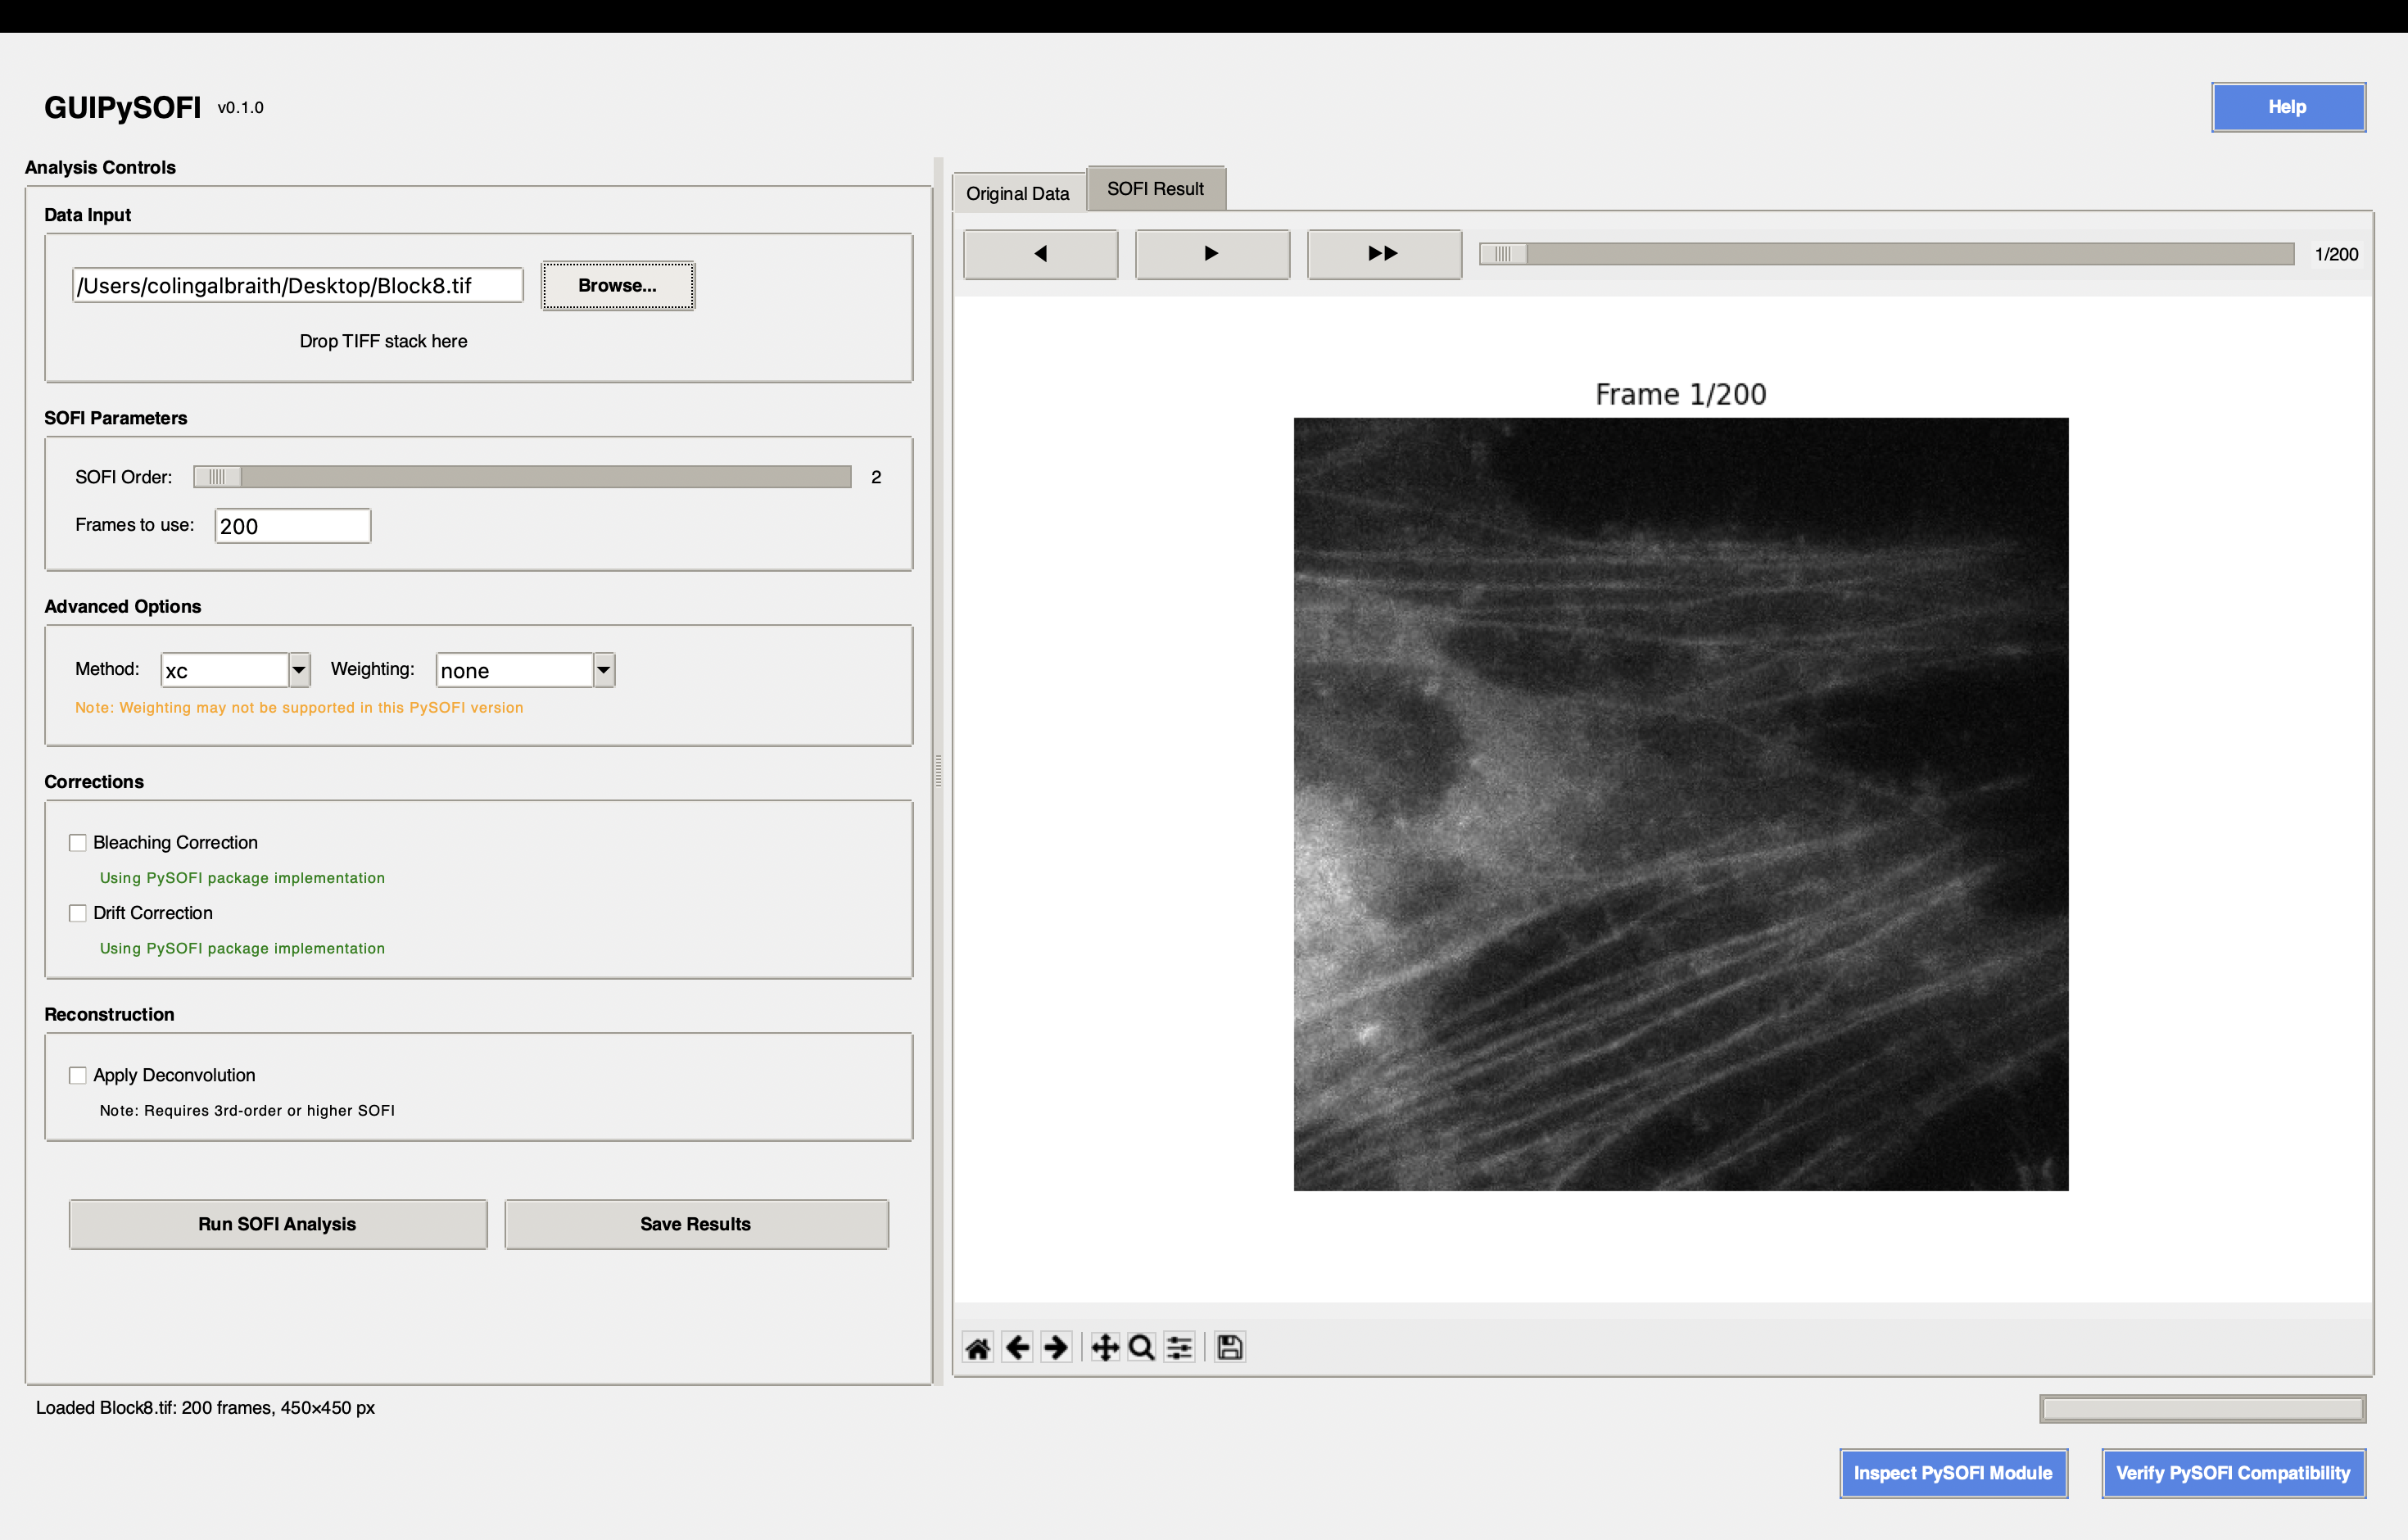 GUIPySOFI v0.1.0
Help
Analysis Controls
Data Input
/Users/colingalbraith/Desktop/Block8.tif
Browse...
Drop TIFF stack here
SOFI Parameters
SOFI Order: 2
Frames to use: 200
Advanced Options
Method: xc Weighting: none
Note: Weighting may not be supported in this PySOFI version
Corrections
Bleaching Correction
Using PySOFI package implementation
Drift Correction
Using PySOFI package implementation
Reconstruction
Apply Deconvolution
Note: Requires 3rd-order or higher SOFI
Run SOFI Analysis
Save Results
Original Data
SOFI Result
1/200
Frame 1/200
Loaded Block8.tif: 200 frames, 450×450 px
Inspect PySOFI Module
Verify PySOFI Compatibility